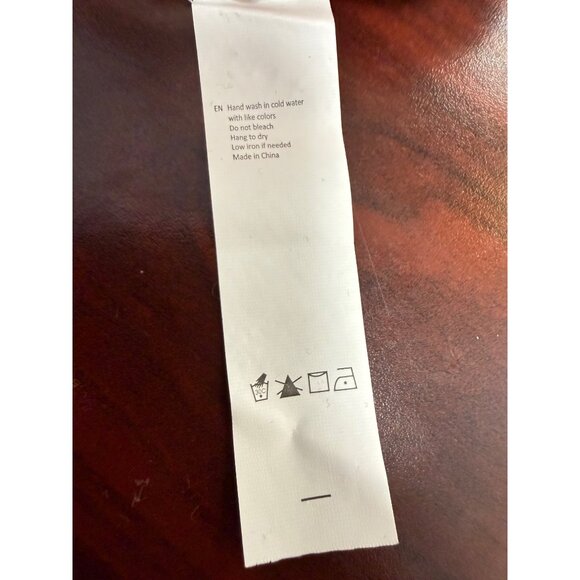 EN Hand wash in cold water
with like colors
Do not bleach
Hang to dry
Low iron if needed
Made in China